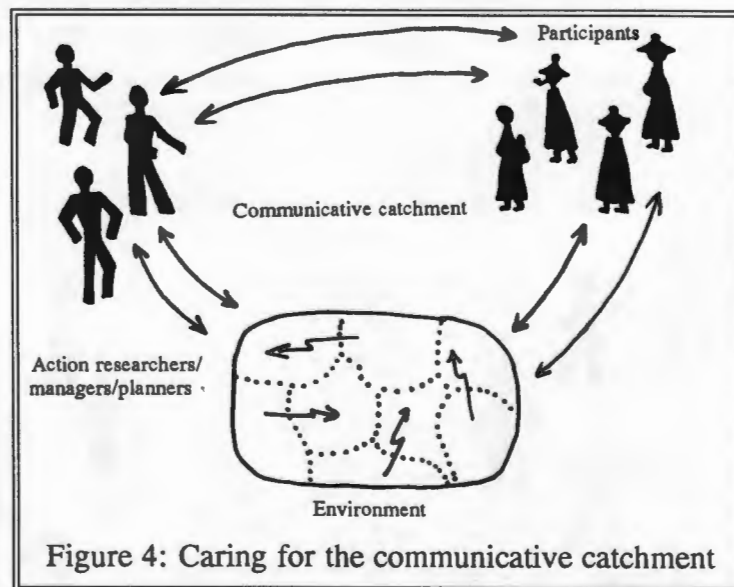 Participants
Communicative catchment
Action researchers/
managers/planners
Environment
Figure 4: Caring for the communicative catchment